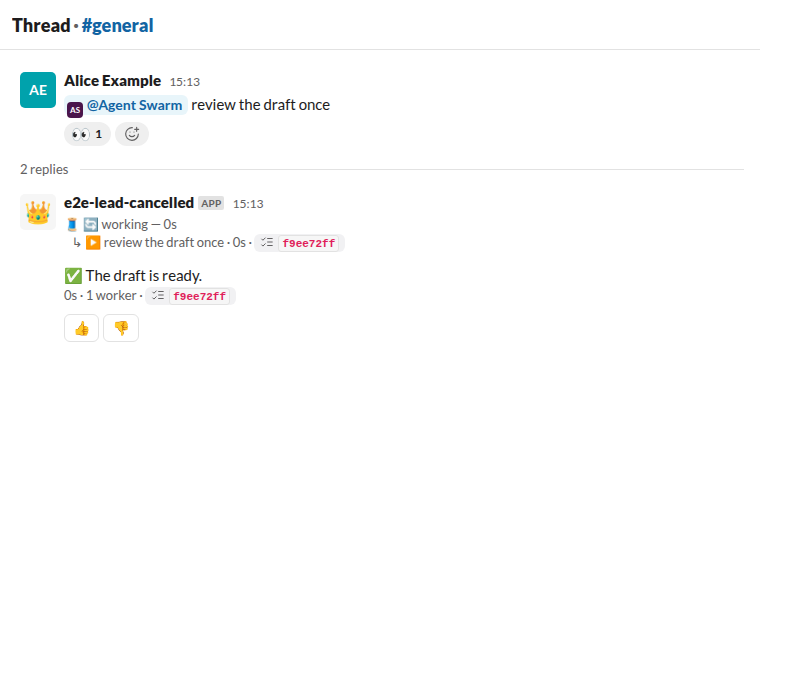 Thread · #general
AE
Alice Example 15:13
AS @Agent Swarm review the draft once
1
2 replies
e2e-lead-cancelled APP 15:13
working — 0s
↳ review the draft once · 0s · f9ee72ff
The draft is ready.
0s · 1 worker · f9ee72ff